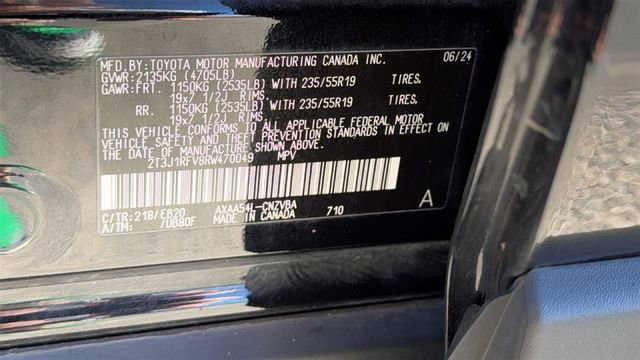 MFD.BY:TOYOTA MOTOR MANUFACTURING CANADA INC. 06/24
GVWR: 2135KG (4705LB)
GAWR:FRT. 1150KG (2535LB) WITH 235/55R19 TIRES,
19x7 1/2J RIMS
RR. 1150KG (2535LB) WITH 235/55R19 TIRES,
19x7 1/2J RIMS.
THIS VEHICLE CONFORMS TO ALL APPLICABLE FEDERAL MOTOR
VEHICLE SAFETY AND THEFT PREVENTION STANDARDS IN EFFECT ON
THE DATE OF MANUFACTURE SHOWN ABOVE.
2T3J1RFV8RW470049 MPV
C/TR:218/EB20 AXAA54L-CNZVBA 710 A
A/TM: /UB80F MADE IN CANADA